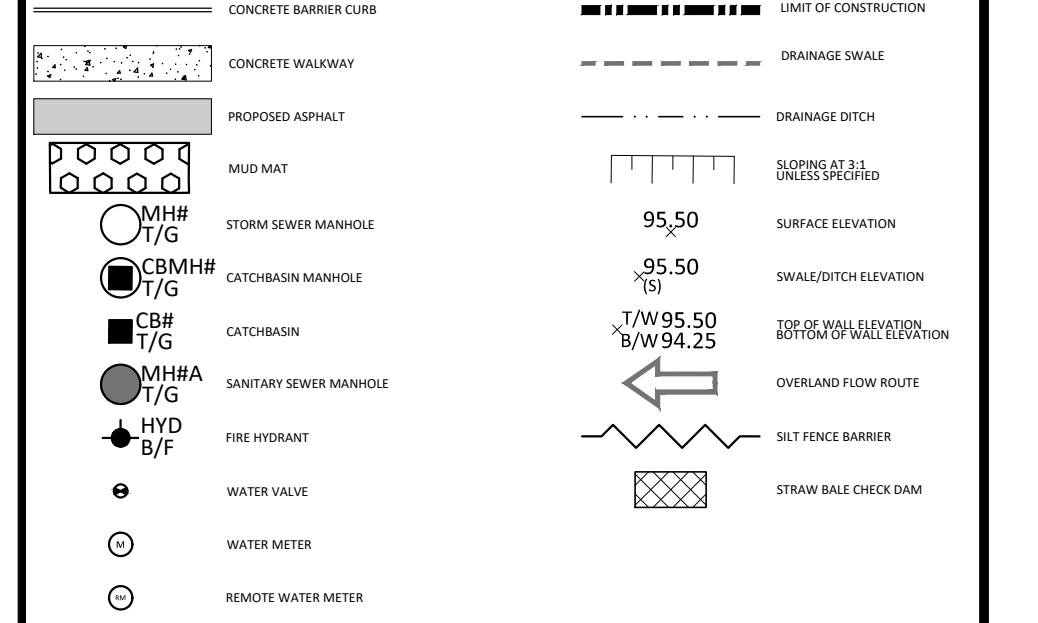 CONCRETE BARRIER CURB
CONCRETE WALKWAY
PROPOSED ASPHALT
MUD MAT
MH#
T/G
STORM SEWER MANHOLE
CBMH#
T/G
CATCHBASIN MANHOLE
CB#
T/G
CATCHBASIN
MH#A
T/G
SANITARY SEWER MANHOLE
HYD
B/F
FIRE HYDRANT
WATER VALVE
M
WATER METER
RM
REMOTE WATER METER
LIMIT OF CONSTRUCTION
DRAINAGE SWALE
DRAINAGE DITCH
SLOPING AT 3:1
UNLESS SPECIFIED
95.50
SURFACE ELEVATION
95.50
(S)
SWALE/DITCH ELEVATION
T/W 95.50
B/W 94.25
TOP OF WALL ELEVATION
BOTTOM OF WALL ELEVATION
OVERLAND FLOW ROUTE
SILT FENCE BARRIER
STRAW BALE CHECK DAM